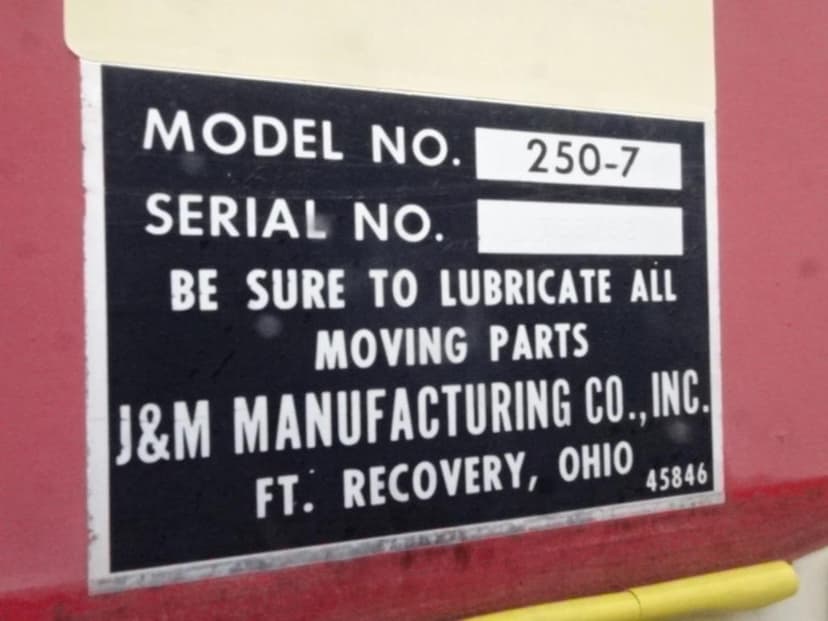 MODEL NO. 250-7
SERIAL NO.
BE SURE TO LUBRICATE ALL
MOVING PARTS
J&M MANUFACTURING CO., INC.
FT. RECOVERY, OHIO 45846